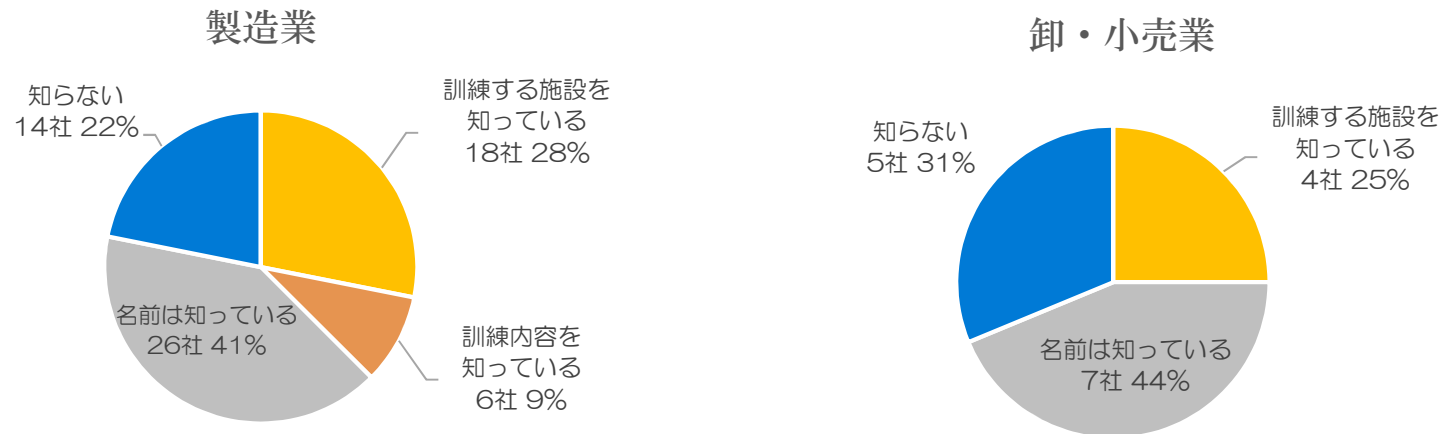 製造業
知らない
14社 22%
訓練する施設を
知っている
18社 28%
名前は知っている
26社 41%
訓練内容を
知っている
6社 9%
卸・小売業
知らない
5社 31%
訓練する施設を
知っている
4社 25%
名前は知っている
7社 44%